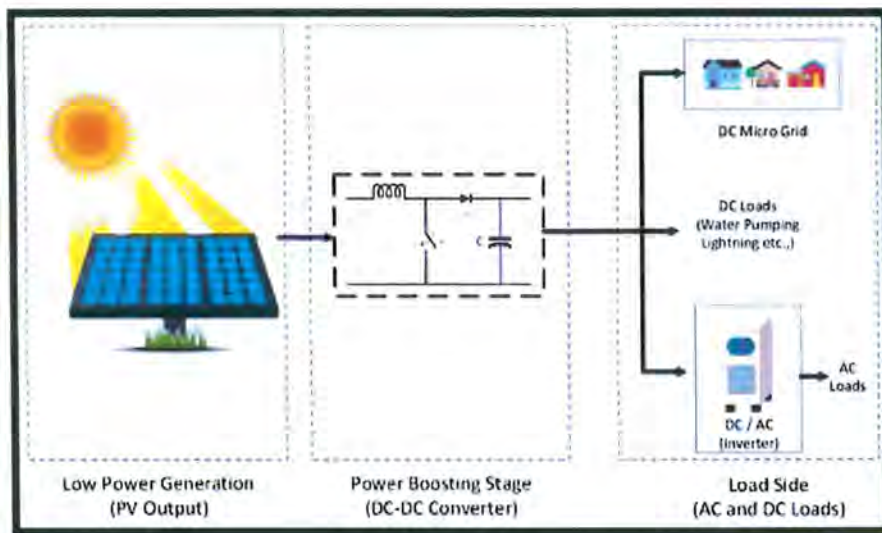 DC Micro Grid
DC Loads
(Water Pumping
Lightning etc.,)
C
AC
Loads
DC / AC
(Inverter)
Low Power Generation
(PV Output)
Power Boosting Stage
(DC-DC Converter)
Load Side
(AC and DC Loads)